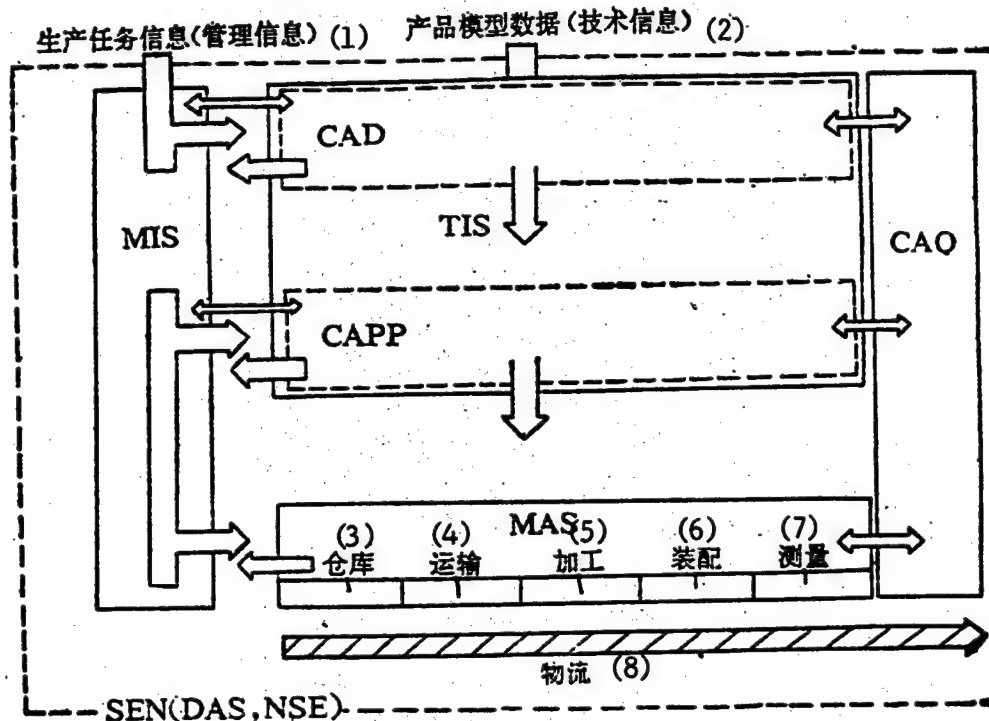 生产任务信息(管理信息) (1)
产品模型数据(技术信息) (2)
CAD
MIS
TIS
CAQ
CAPP
MAS
(3) (4) (5) (6) (7)
仓库 运输 加工 装配 测量
物流 (8)
SEN(DAS,NSE)